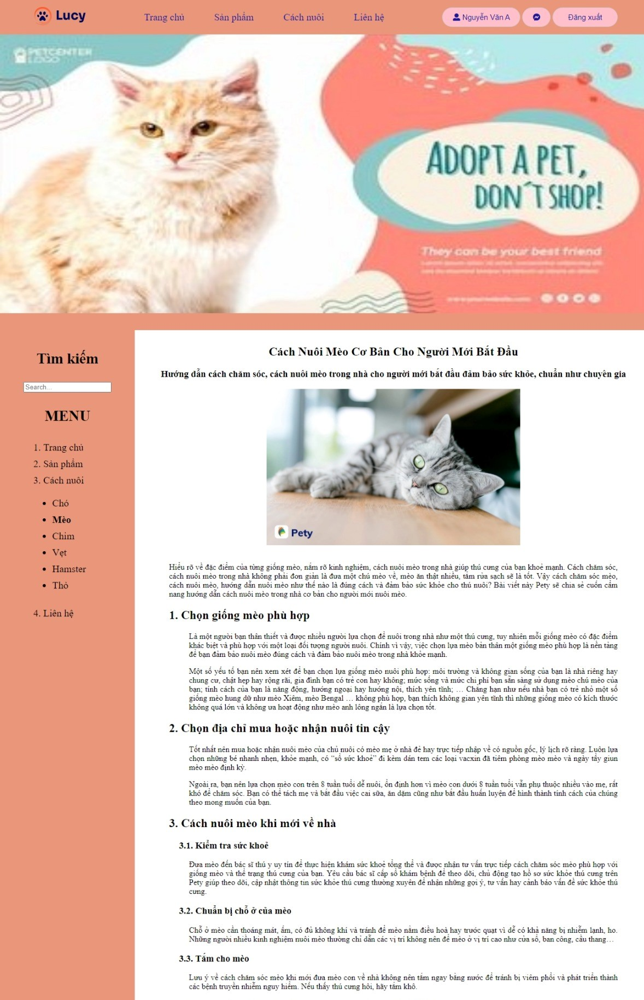 Lucy
Trang chủ
Sản phẩm
Cách nuôi
Liên hệ
Nguyễn Văn A
Đăng xuất
PETCENTER
LOGO
ADOPT A PET,
DON´T SHOP!
They can be your best friend
Tìm kiếm
Search...
MENU
1. Trang chủ
2. Sản phẩm
3. Cách nuôi
• Chó
• Mèo
• Chim
• Vẹt
• Hamster
• Thỏ
4. Liên hệ
Cách Nuôi Mèo Cơ Bản Cho Người Mới Bắt Đầu
Hướng dẫn cách chăm sóc, cách nuôi mèo trong nhà cho người mới bắt đầu đảm bảo sức khỏe, chuẩn như chuyên gia
Pety
Hiểu rõ về đặc điểm của từng giống mèo, nắm rõ kinh nghiệm, cách nuôi mèo trong nhà giúp thú cưng của bạn khoẻ mạnh. Cách chăm sóc,
cách nuôi mèo trong nhà không phải đơn giản là đưa một chú mèo về, mèo ăn thật nhiều, tắm rửa sạch sẽ là tốt. Vậy cách chăm sóc mèo,
cách nuôi mèo, hướng dẫn nuôi mèo như thế nào là đúng cách và đảm bảo sức khỏe cho thú nuôi? Bài viết này Pety sẽ chia sẻ cuốn cẩm
nang hướng dẫn cách nuôi mèo trong nhà cơ bản cho người mới nuôi mèo.
1. Chọn giống mèo phù hợp
Là một người bạn thân thiết và được nhiều người lựa chọn để nuôi trong nhà như một thú cưng, tuy nhiên mỗi giống mèo có đặc điểm
khác biệt và phù hợp với một loại đối tượng người nuôi. Chính vì vậy, việc chọn lựa mèo bản thân một giống mèo phù hợp là nền tảng
để bạn đảm bảo nuôi mèo đúng cách và đảm bảo nuôi mèo trong nhà khỏe mạnh.
Một số yếu tố bạn nên xem xét để bạn chọn lựa giống mèo nuôi phù hợp: môi trường và không gian sống của bạn là nhà riêng hay
chung cư, chật hẹp hay rộng rãi, gia đình bạn có trẻ con hay không; mức sống và mức chi phí bạn sẵn sàng sử dụng mèo chú mèo của
bạn; tính cách của bạn là năng động, hướng ngoại hay hướng nội, thích yên tĩnh; … Chẳng hạn như nếu nhà bạn có trẻ nhỏ một số
giống mèo hung dữ như mèo Xiêm, mèo Bengal … không phù hợp, bạn thích không gian yên tĩnh thì những giống mèo có kích thước
không quá lớn và không ưa hoạt động như mèo anh lông ngắn là lựa chọn tốt.
2. Chọn địa chỉ mua hoặc nhận nuôi tin cậy
Tốt nhất nên mua hoặc nhận nuôi mèo của chủ nuôi có mèo mẹ ở nhà đẻ hay trực tiếp nhập về có nguồn gốc, lý lịch rõ ràng. Luôn lựa
chọn những bé nhanh nhẹn, khỏe mạnh, có “sổ sức khoẻ” đi kèm dán tem các loại vacxin đã tiêm phòng mèo mèo và ngày tẩy giun
mèo mèo định kỳ.
Ngoài ra, bạn nên lựa chọn mèo con trên 8 tuần tuổi dễ nuôi, ổn định hơn vì mèo con dưới 8 tuần tuổi vẫn phụ thuộc nhiều vào mẹ, rất
khó để chăm sóc. Bạn có thể tách mẹ và bắt đầu việc cai sữa, ăn dặm cũng như bắt đầu huấn luyện để hình thành tính cách của chúng
theo mong muốn của bạn.
3. Cách nuôi mèo khi mới về nhà
3.1. Kiểm tra sức khoẻ
Đưa mèo đến bác sĩ thú y uy tín để thực hiện khám sức khoẻ tổng thể và được nhận tư vấn trực tiếp cách chăm sóc mèo phù hợp với
giống mèo và thể trạng thú cưng của bạn. Yêu cầu bác sĩ cấp sổ khám bệnh để theo dõi, chủ động tạo hồ sơ sức khỏe thú cưng trên
Pety giúp theo dõi, cập nhật thông tin sức khỏe thú cưng thường xuyên để nhận những gợi ý, tư vấn hay cảnh báo vấn đề sức khỏe thú
cưng.
3.2. Chuẩn bị chỗ ở của mèo
Chỗ ở mèo cần thoáng mát, ấm, có đủ không khí và tránh để mèo nằm điều hoà hay trước quạt vì dễ có khả năng bị nhiễm lạnh, ho.
Những người nhiều kinh nghiệm nuôi mèo thường chỉ dẫn các vị trí không nên để mèo ở vị trí cao như cửa sổ, ban công, cầu thang…
3.3. Tắm cho mèo
Lưu ý về cách chăm sóc mèo khi mới đưa mèo con về nhà không nên tắm ngay bằng nước để tránh bị viêm phổi và phát triển thành
các bệnh truyền nhiễm nguy hiểm. Nếu thấy thú cưng hôi, hãy tắm khô.